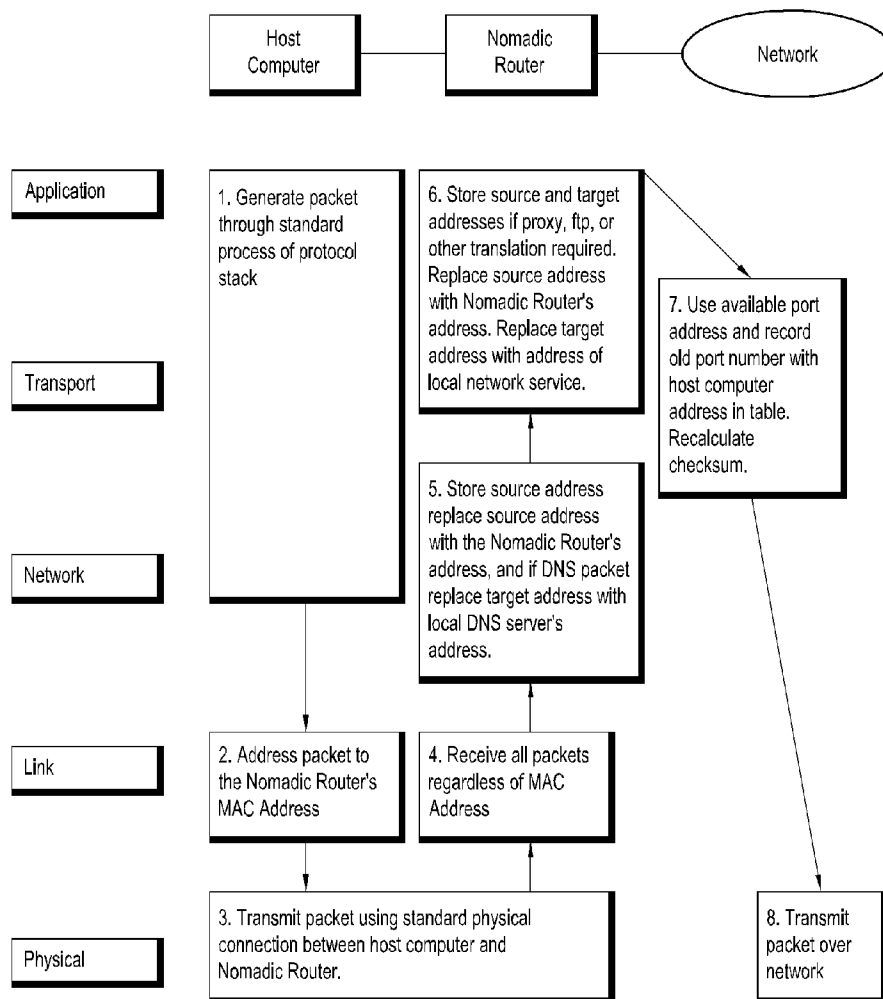 Host
Computer
Nomadic
Router
Network
Application
1. Generate packet
through standard
process of protocol
stack
6. Store source and target
addresses if proxy, ftp, or
other translation required.
Replace source address
with Nomadic Router's
address. Replace target
address with address of
local network service.
7. Use available port
address and record
old port number with
host computer
address in table.
Recalculate
checksum.
Transport
5. Store source address
replace source address
with the Nomadic Router's
address, and if DNS packet
replace target address with
local DNS server's
address.
Network
Link
2. Address packet to
the Nomadic Router's
MAC Address
4. Receive all packets
regardless of MAC
Address
Physical
3. Transmit packet using standard physical
connection between host computer and
Nomadic Router.
8. Transmit
packet over
network